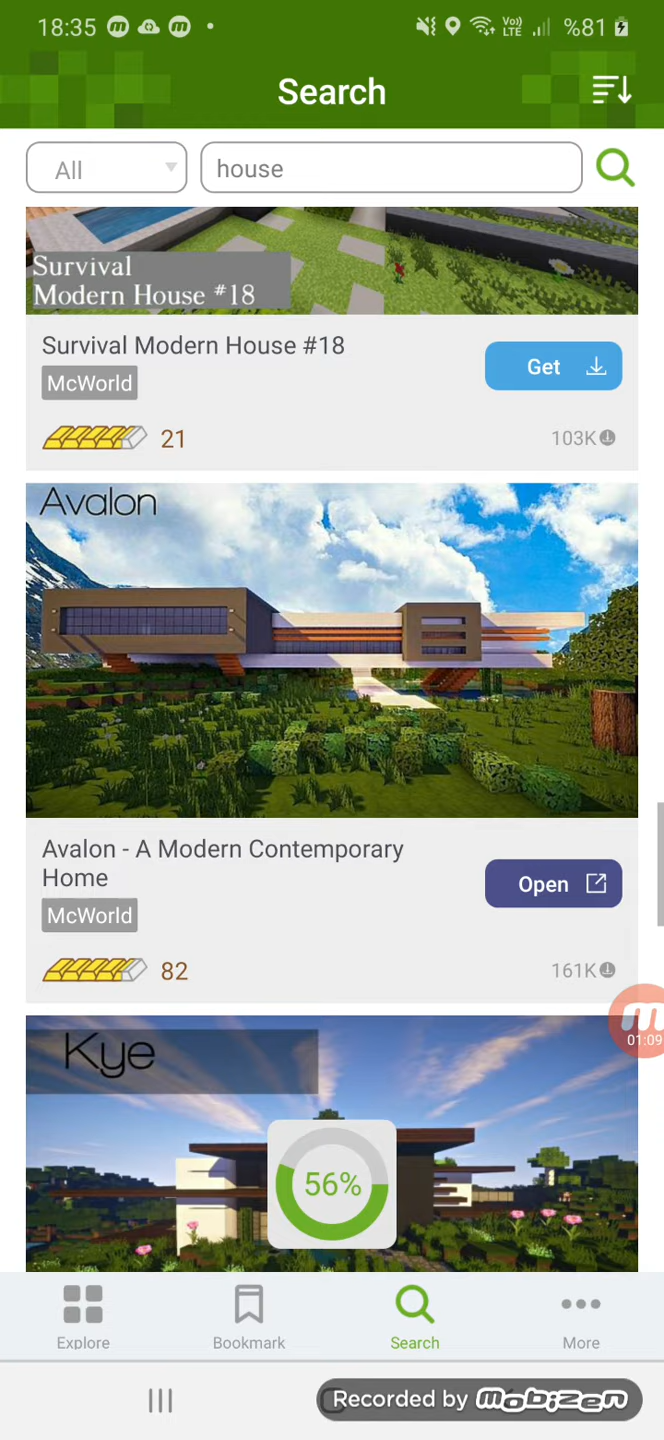 18:35
Vo)) LTE
%81
Search
All
house
Survival
Modern House #18
Survival Modern House #18
McWorld
Get
21
103K
Avalon
Avalon - A Modern Contemporary
Home
McWorld
Open
82
161K
01:09
Kye
56%
Explore
Bookmark
Search
More
Recorded by mobizen